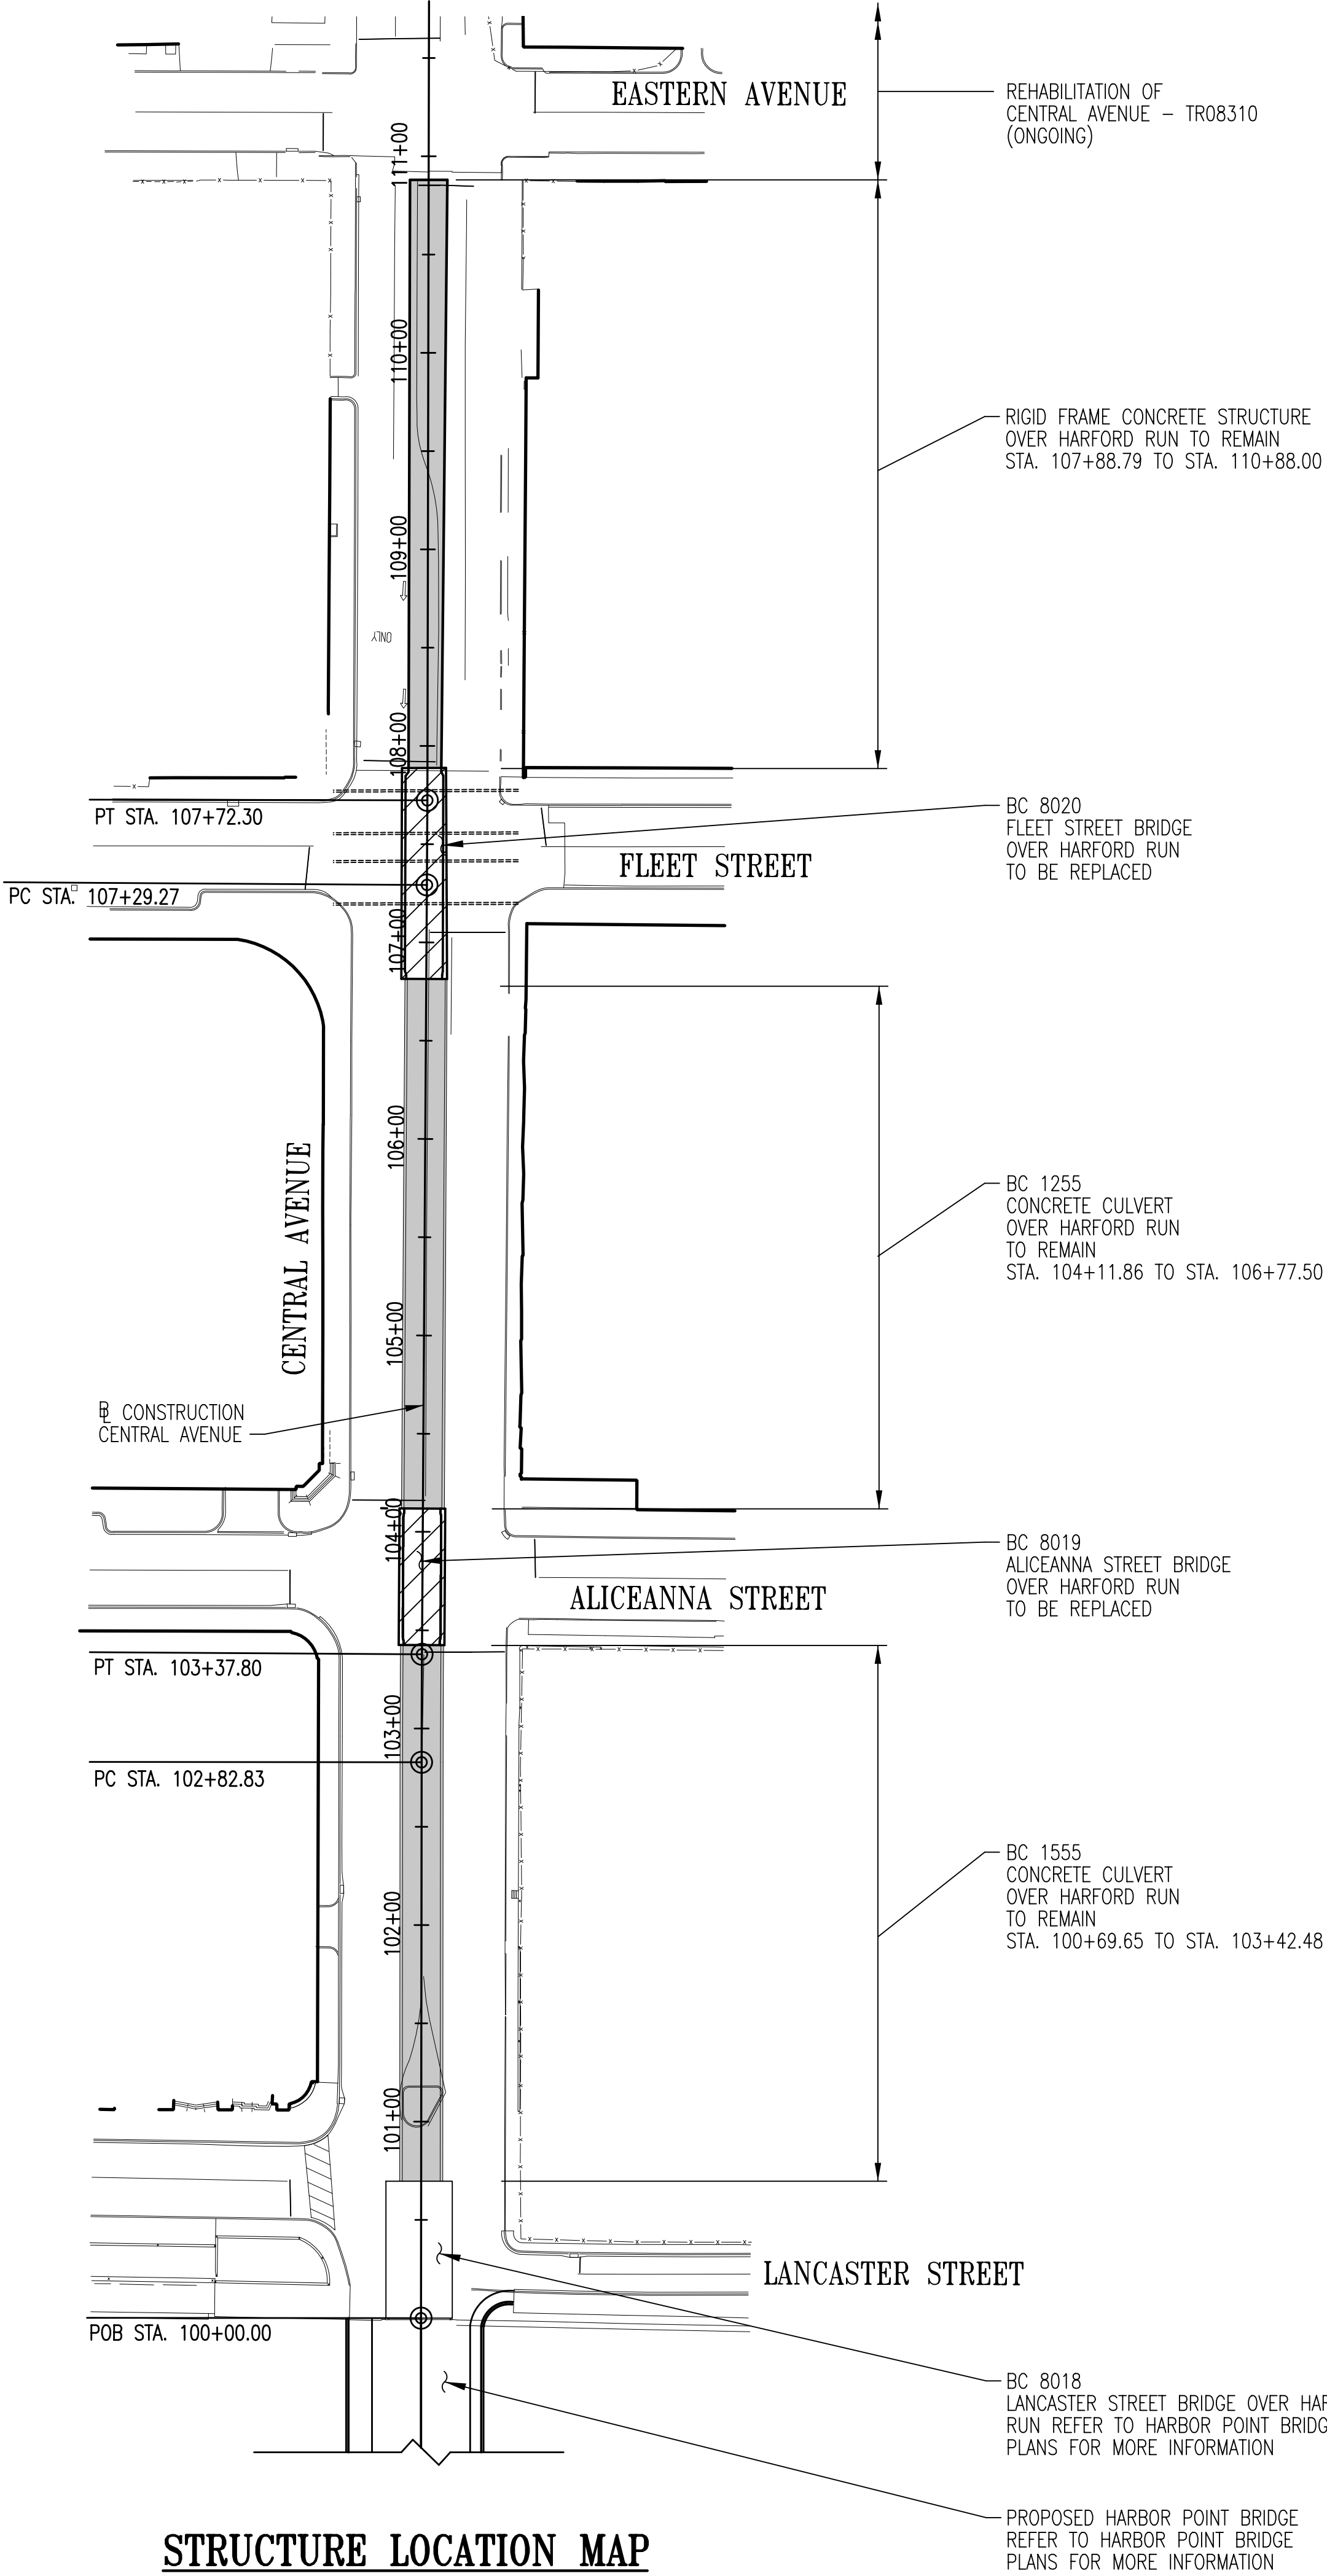 EASTERN AVENUE
REHABILITATION OF
CENTRAL AVENUE – TR08310
(ONGOING)
111+00
110+00
RIGID FRAME CONCRETE STRUCTURE
OVER HARFORD RUN TO REMAIN
STA. 107+88.79 TO STA. 110+88.00
109+00
ONLY
108+00
PT STA. 107+72.30
BC 8020
FLEET STREET BRIDGE
OVER HARFORD RUN
TO BE REPLACED
FLEET STREET
PC STA. 107+29.27
107+00
106+00
CENTRAL AVENUE
BC 1255
CONCRETE CULVERT
OVER HARFORD RUN
TO REMAIN
STA. 104+11.86 TO STA. 106+77.50
105+00
BL CONSTRUCTION
CENTRAL AVENUE
104+00
BC 8019
ALICEANNA STREET BRIDGE
OVER HARFORD RUN
TO BE REPLACED
ALICEANNA STREET
PT STA. 103+37.80
103+00
PC STA. 102+82.83
BC 1555
CONCRETE CULVERT
OVER HARFORD RUN
TO REMAIN
STA. 100+69.65 TO STA. 103+42.48
102+00
101+00
LANCASTER STREET
POB STA. 100+00.00
BC 8018
LANCASTER STREET BRIDGE OVER
RUN REFER TO HARBOR POINT
PLANS FOR MORE INFORMATION
PROPOSED HARBOR POINT BRIDGE
REFER TO HARBOR POINT BRIDGE
PLANS FOR MORE INFORMATION
STRUCTURE LOCATION MAP